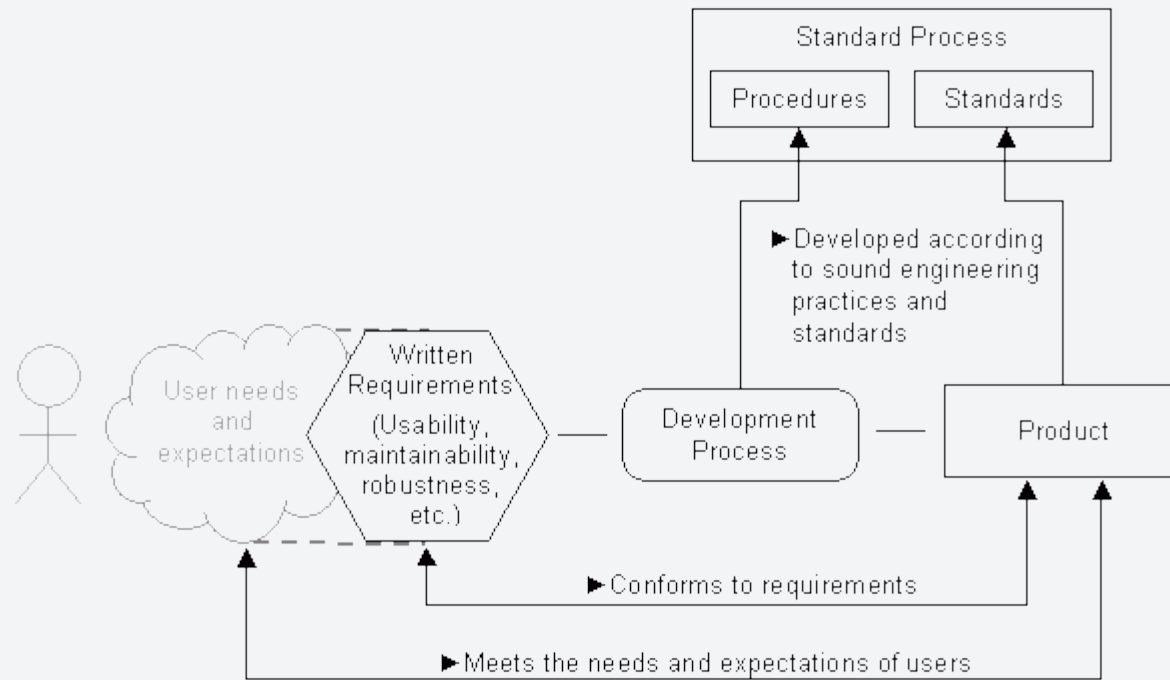 Standard Process
Procedures
Standards
►Developed according
to sound engineering
practices and
standards
User needs
and
expectations
Written
Requirements
(Usability,
maintainability,
robustness,
etc.)
Development
Process
Product
►Conforms to requirements
►Meets the needs and expectations of users